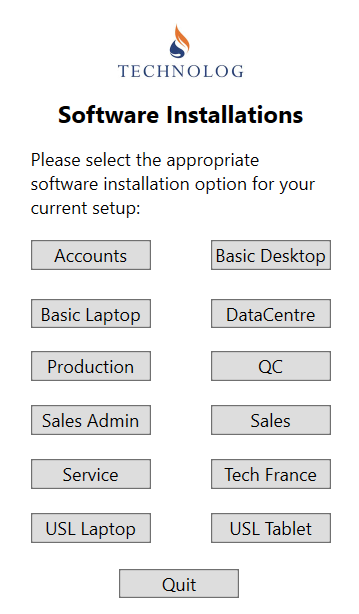 TECHNOLOG
Software Installations
Please select the appropriate
software installation option for your
current setup:
Accounts
Basic Desktop
Basic Laptop
DataCentre
Production
QC
Sales Admin
Sales
Service
Tech France
USL Laptop
USL Tablet
Quit